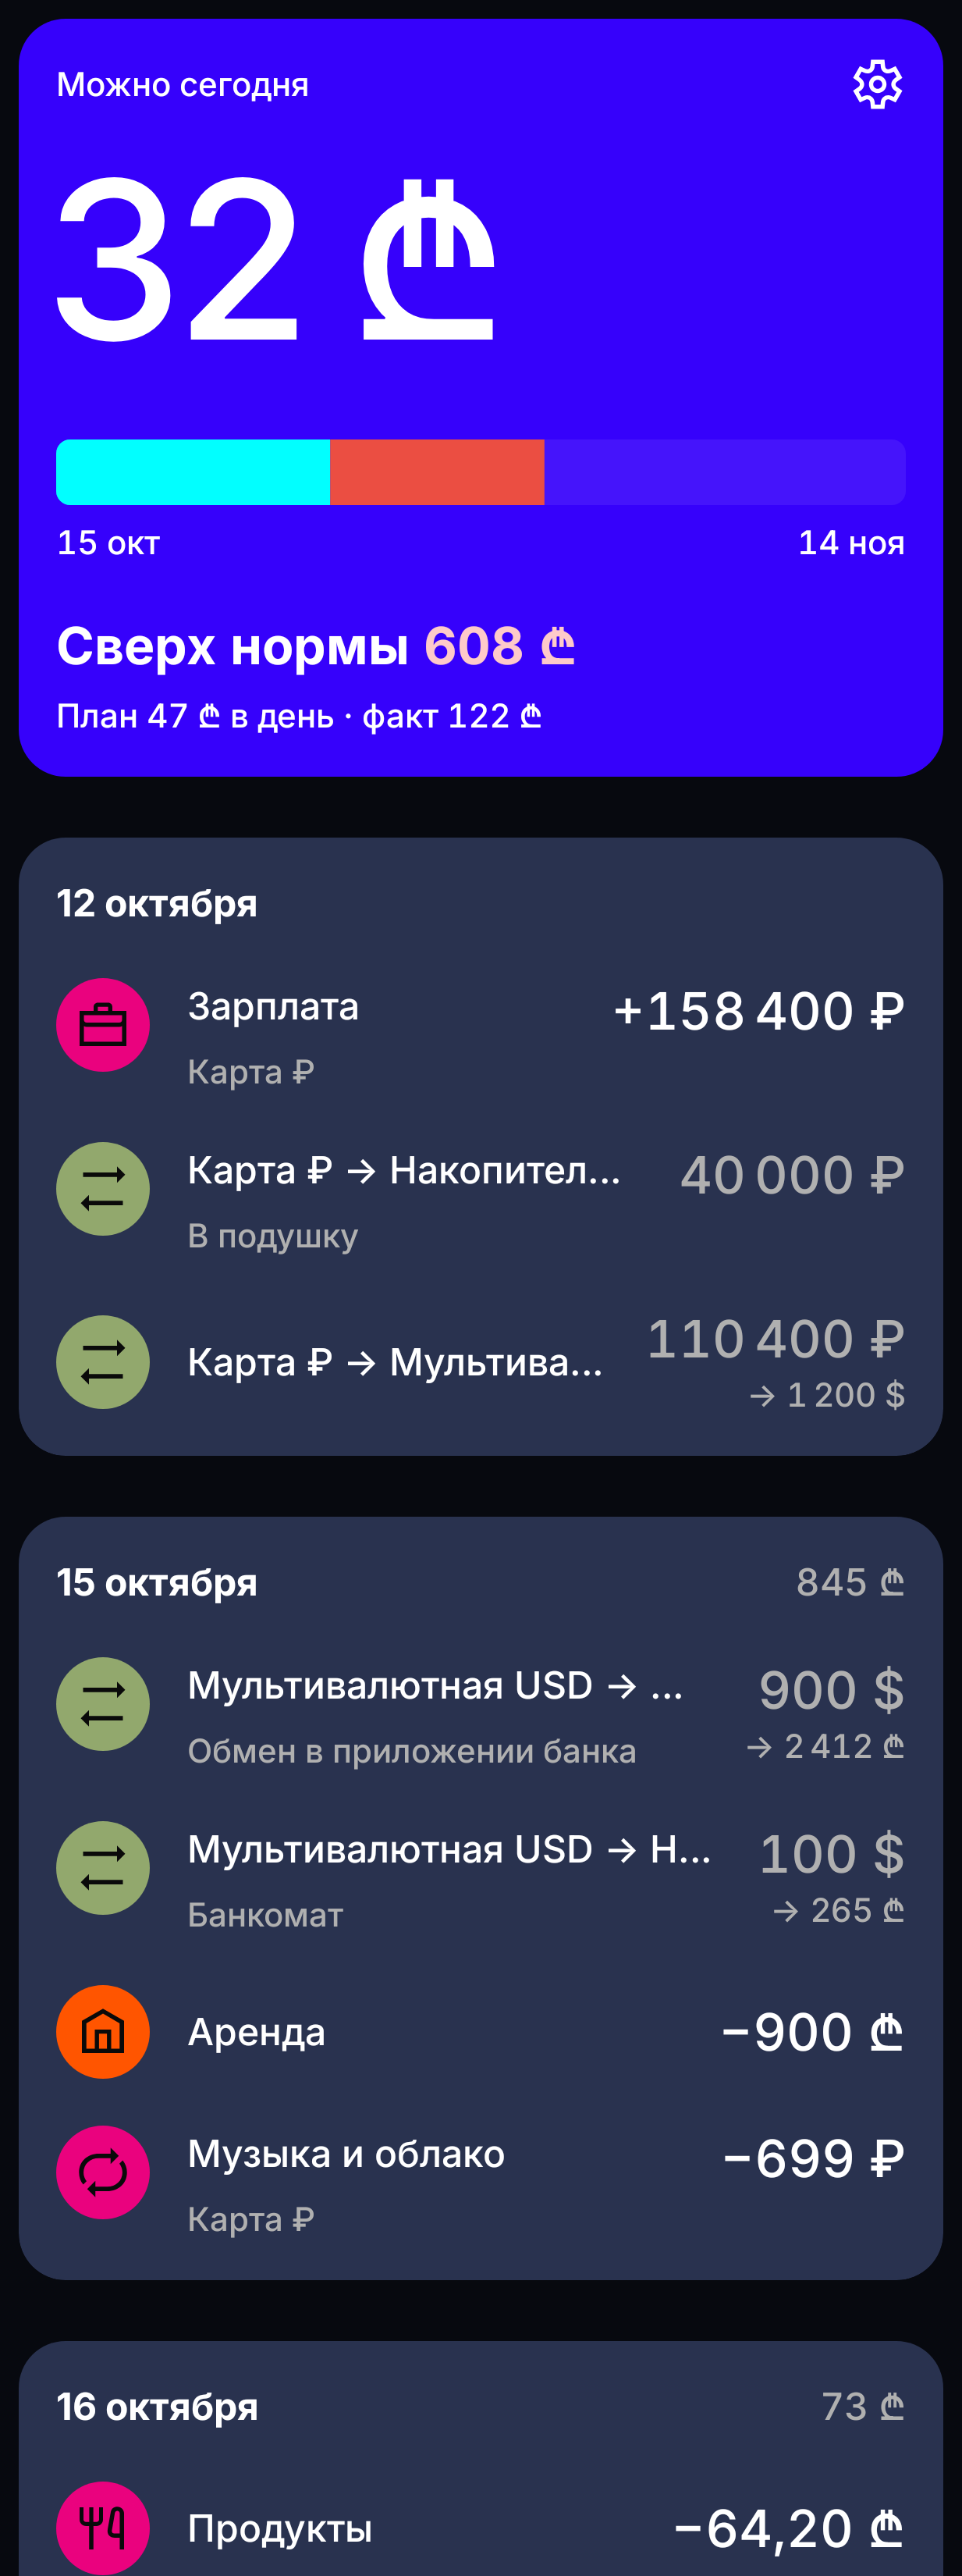 Можно сегодня
32 ₾
15 окт
14 ноя
Сверх нормы 608 ₾
План 47 ₾ в день · факт 122 ₾
12 октября
Зарплата
+158 400 ₽
Карта ₽
Карта ₽ → Накопител...
40 000 ₽
В подушку
Карта ₽ → Мультива...
110 400 ₽
→ 1 200 $
15 октября
845 ₾
Мультивалютная USD → ...
900 $
Обмен в приложении банка
→ 2 412 ₾
Мультивалютная USD → Н...
100 $
Банкомат
→ 265 ₾
Аренда
−900 ₾
Музыка и облако
−699 ₽
Карта ₽
16 октября
73 ₾
Продукты
−64,20 ₾